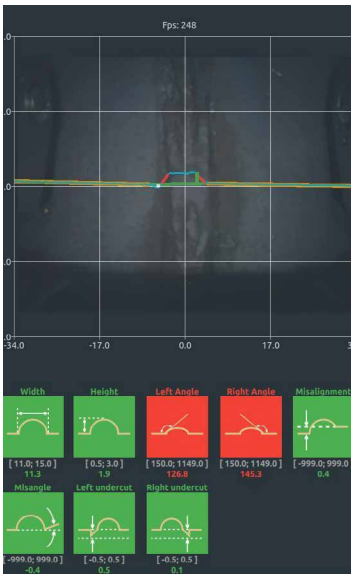 Fps: 248
.0
.0
.0
.0
.0
-34.0 -17.0 0.0 17.0 3
Width Height Left Angle Right Angle Misalignment
[ 11.0; 15.0 ] [ 0.5; 3.0 ] [ 150.0; 1149.0 ] [ 150.0; 1149.0 ] [ -999.0; 999.0
11.3 1.9 126.8 145.3 0.4
Misangle Left undercut Right undercut
[ -999.0; 999.0 ] [ -0.5; 0.5 ] [ -0.5; 0.5 ]
-0.4 0.5 0.1